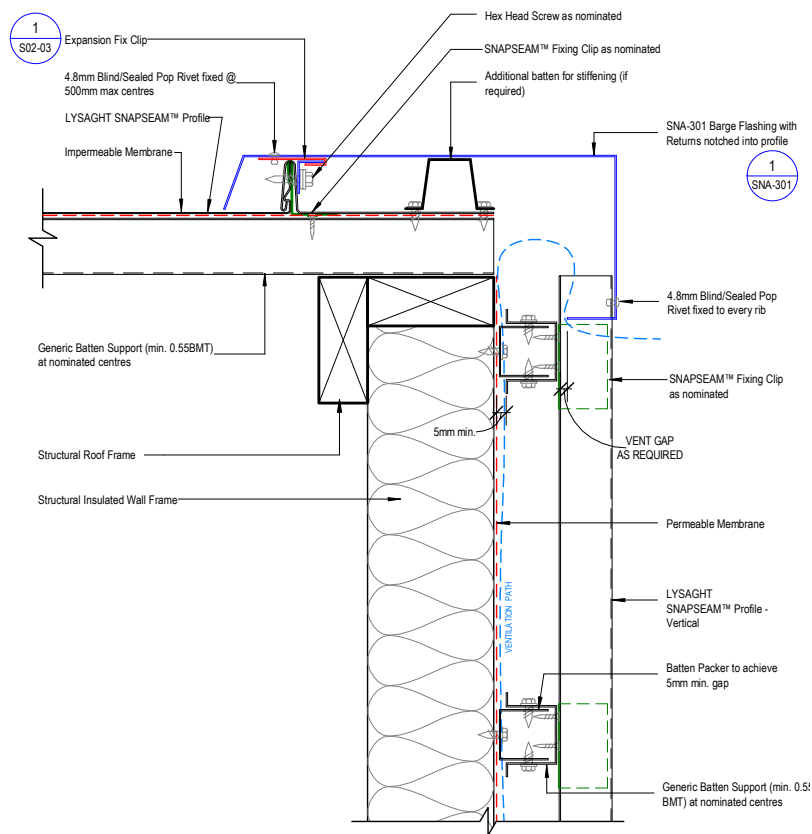 1
S02-03
Expansion Fix Clip
4.8mm Blind/Sealed Pop Rivet fixed @
500mm max centres
LYSAGHT SNAPSEAM™ Profile
Impermeable Membrane
Hex Head Screw as nominated
SNAPSEAM™ Fixing Clip as nominated
Additional batten for stiffening (if
required)
SNA-301 Barge Flashing with
Returns notched into profile
1
SNA-301
4.8mm Blind/Sealed Pop
Rivet fixed to every rib
Generic Batten Support (min. 0.55BMT)
at nominated centres
SNAPSEAM™ Fixing Clip
as nominated
5mm min.
VENT GAP
AS REQUIRED
Structural Roof Frame
Structural Insulated Wall Frame
Permeable Membrane
VENTILATION PATH
LYSAGHT
SNAPSEAM™ Profile -
Vertical
Batten Packer to achieve
5mm min. gap
Generic Batten Support (min. 0.55
BMT) at nominated centres